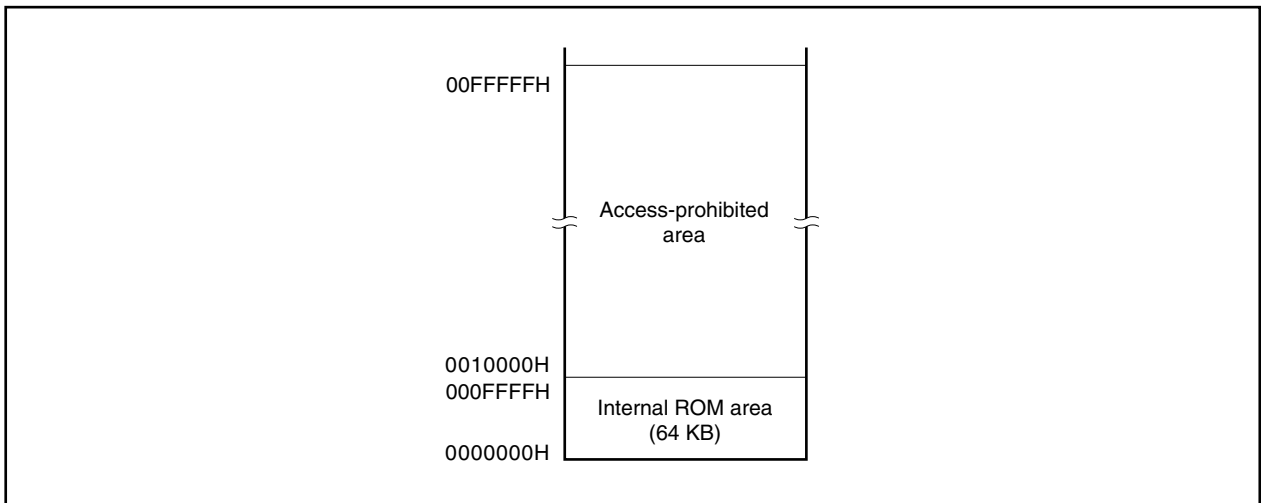 00FFFFFH
Access-prohibited
area
0010000H
000FFFFH
Internal ROM area
(64 KB)
0000000H